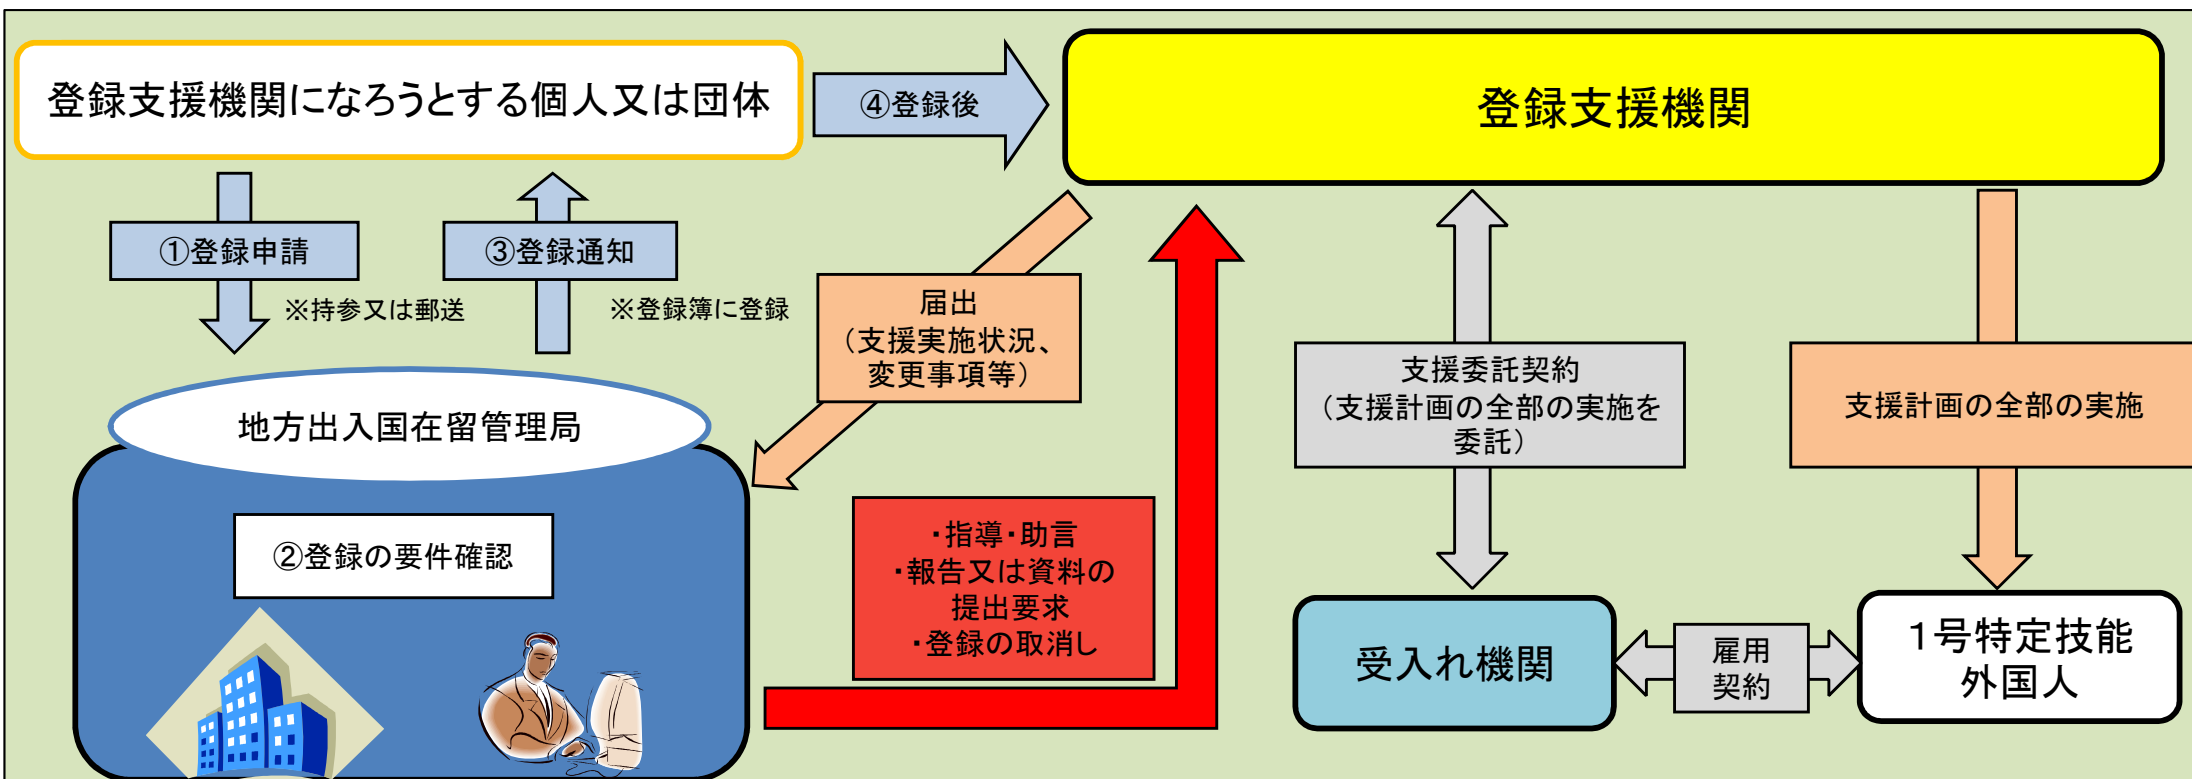 登録支援機関になろうとする個人又は団体
④登録後
登録支援機関
①登録申請
※持参又は郵送
③登録通知
※登録簿に登録
届出
（支援実施状況、
変更事項等）
支援委託契約
（支援計画の全部の実施を
委託）
支援計画の全部の実施
地方出入国在留管理局
②登録の要件確認
・指導・助言
・報告又は資料の
提出要求
・登録の取消し
受入れ機関
雇用
契約
１号特定技能
外国人